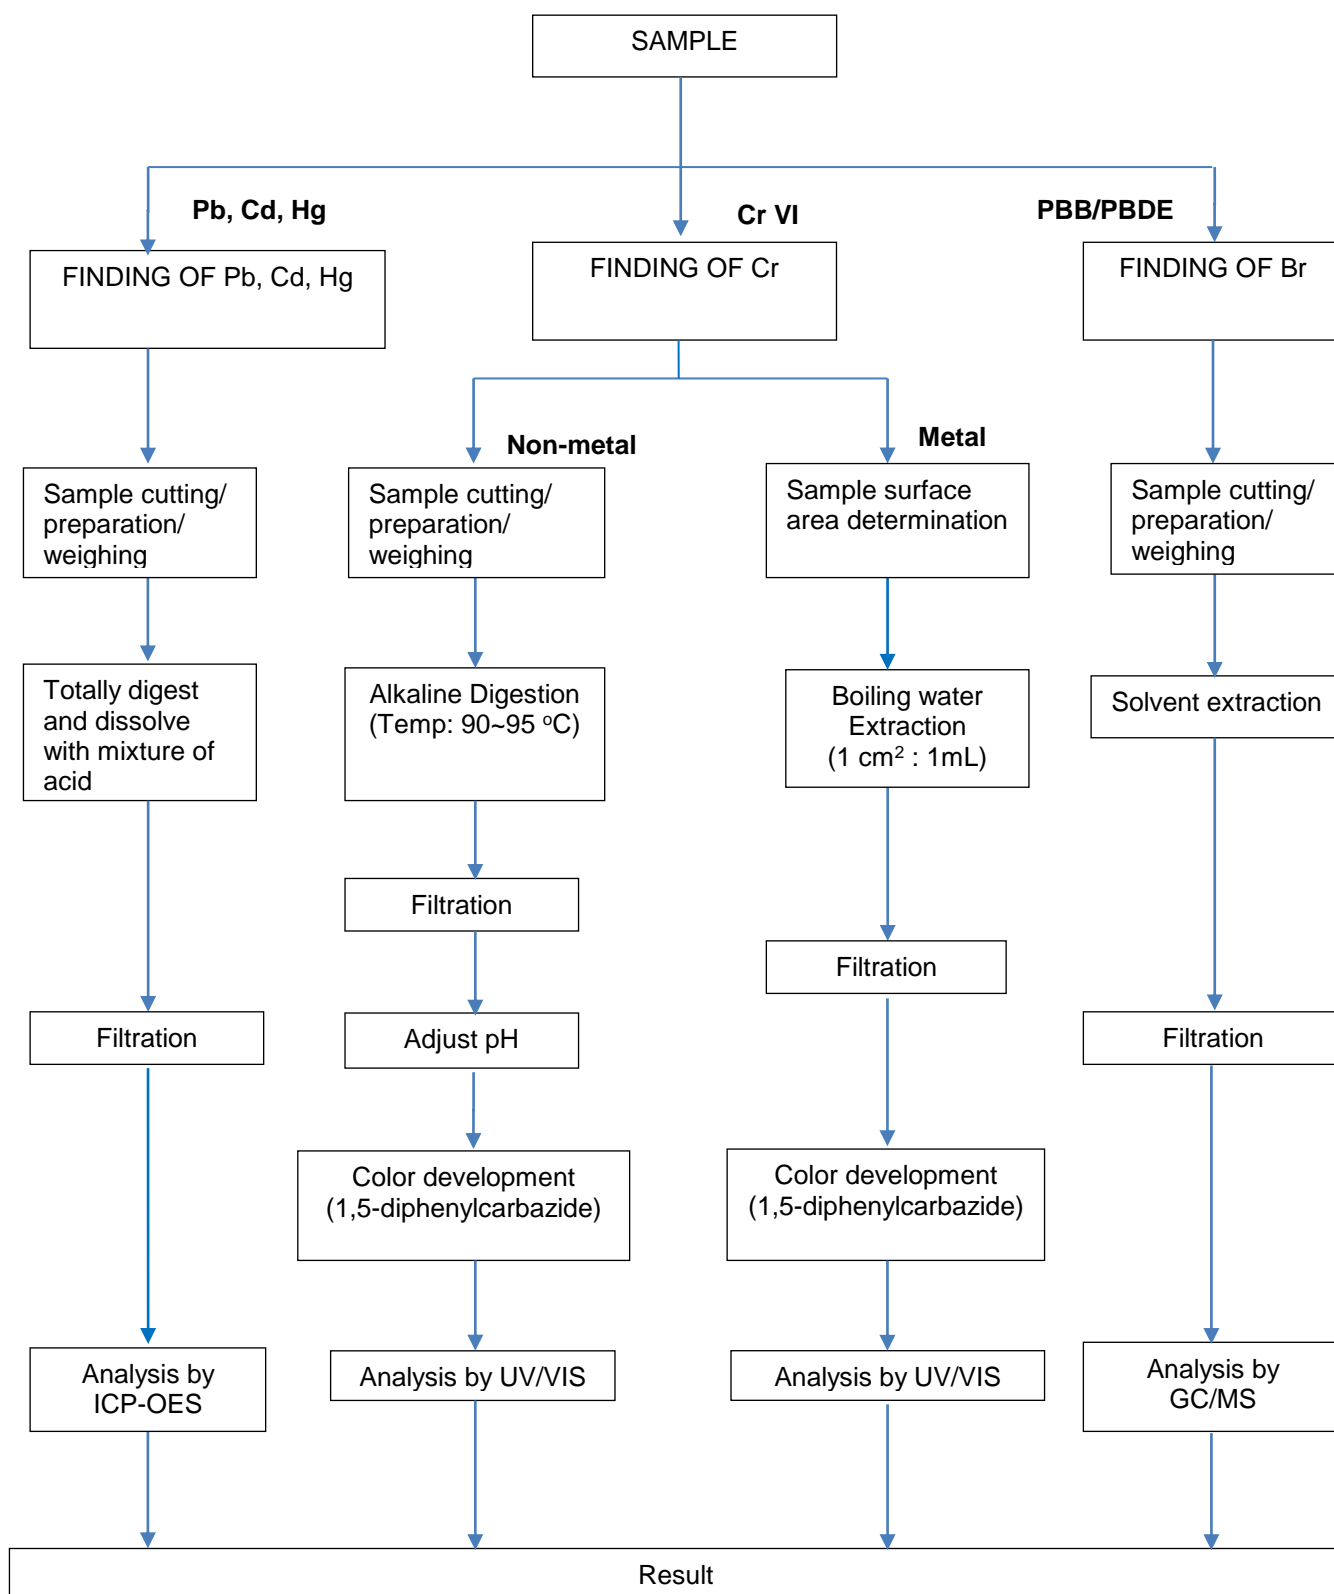 SAMPLE
Pb, Cd, Hg
Cr VI
PBB/PBDE
FINDING OF Pb, Cd, Hg
FINDING OF Cr
FINDING OF Br
Non-metal
Metal
Sample cutting/
preparation/
weighing
Sample cutting/
preparation/
weighing
Sample surface
area determination
Sample cutting/
preparation/
weighing
Totally digest
and dissolve
with mixture of
acid
Alkaline Digestion
(Temp: 90~95 ºC)
Boiling water
Extraction
(1 cm² : 1mL)
Solvent extraction
Filtration
Filtration
Filtration
Adjust pH
Filtration
Color development
(1,5-diphenylcarbazide)
Color development
(1,5-diphenylcarbazide)
Analysis by
ICP-OES
Analysis by UV/VIS
Analysis by UV/VIS
Analysis by
GC/MS
Result